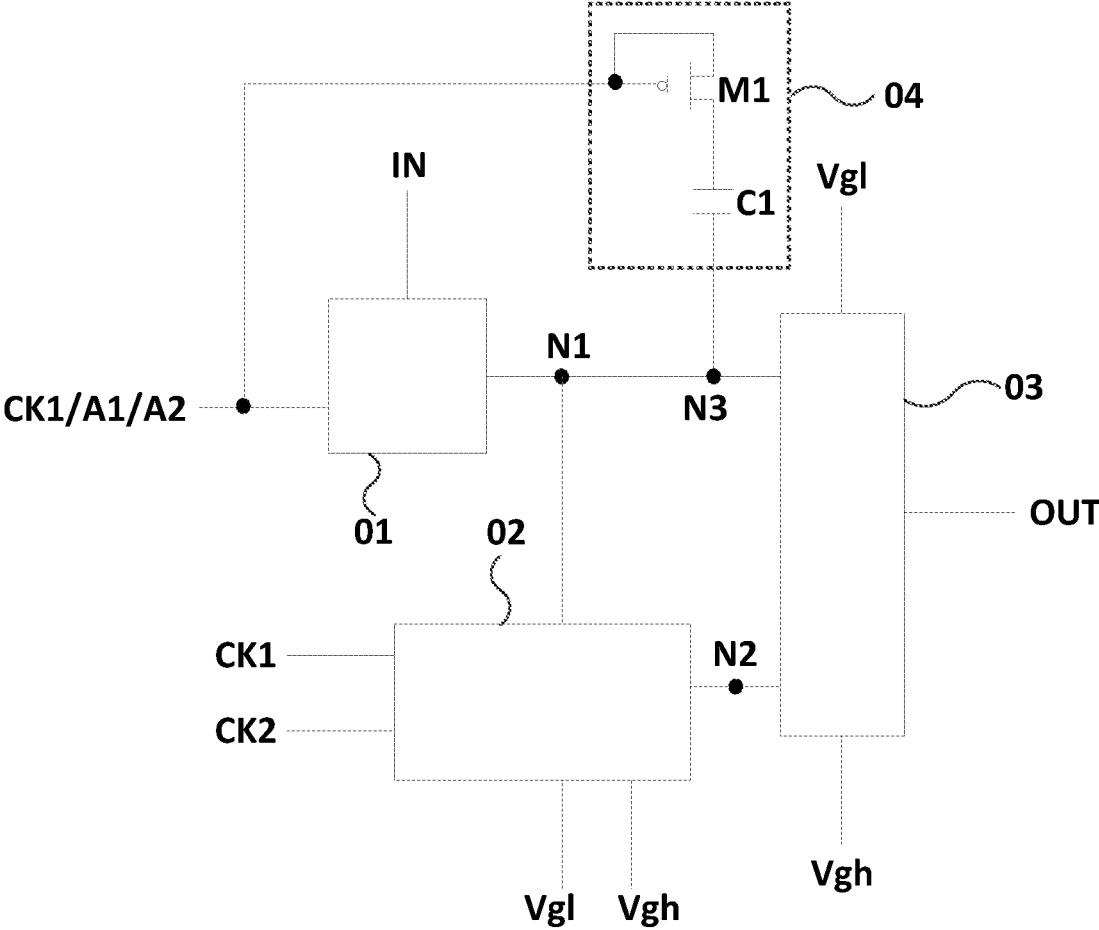 M1
04
IN
Vgl
C1
N1
03
CK1/A1/A2
N3
01
02
OUT
CK1
N2
CK2
Vgh
Vgl
Vgh